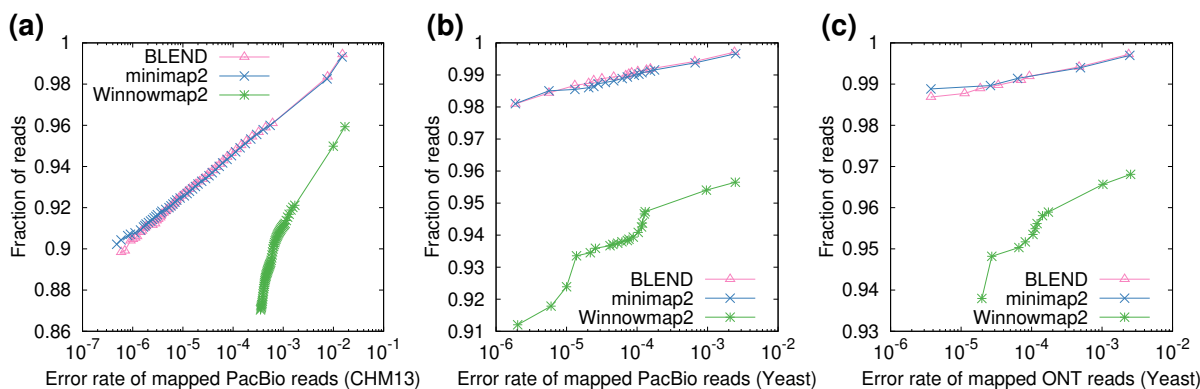 (a)
1
0.98
0.96
0.94
0.92
0.9
0.88
0.86
Fraction of reads
BLEND
minimap2
Winnowmap2
10^-7 10^-6 10^-5 10^-4 10^-3 10^-2 10^-1
Error rate of mapped PacBio reads (CHM13)
(b)
1
0.99
0.98
0.97
0.96
0.95
0.94
0.93
0.92
0.91
Fraction of reads
BLEND
minimap2
Winnowmap2
10^-6 10^-5 10^-4 10^-3 10^-2
Error rate of mapped PacBio reads (Yeast)
(c)
1
0.99
0.98
0.97
0.96
0.95
0.94
0.93
Fraction of reads
BLEND
minimap2
Winnowmap2
10^-6 10^-5 10^-4 10^-3 10^-2
Error rate of mapped ONT reads (Yeast)